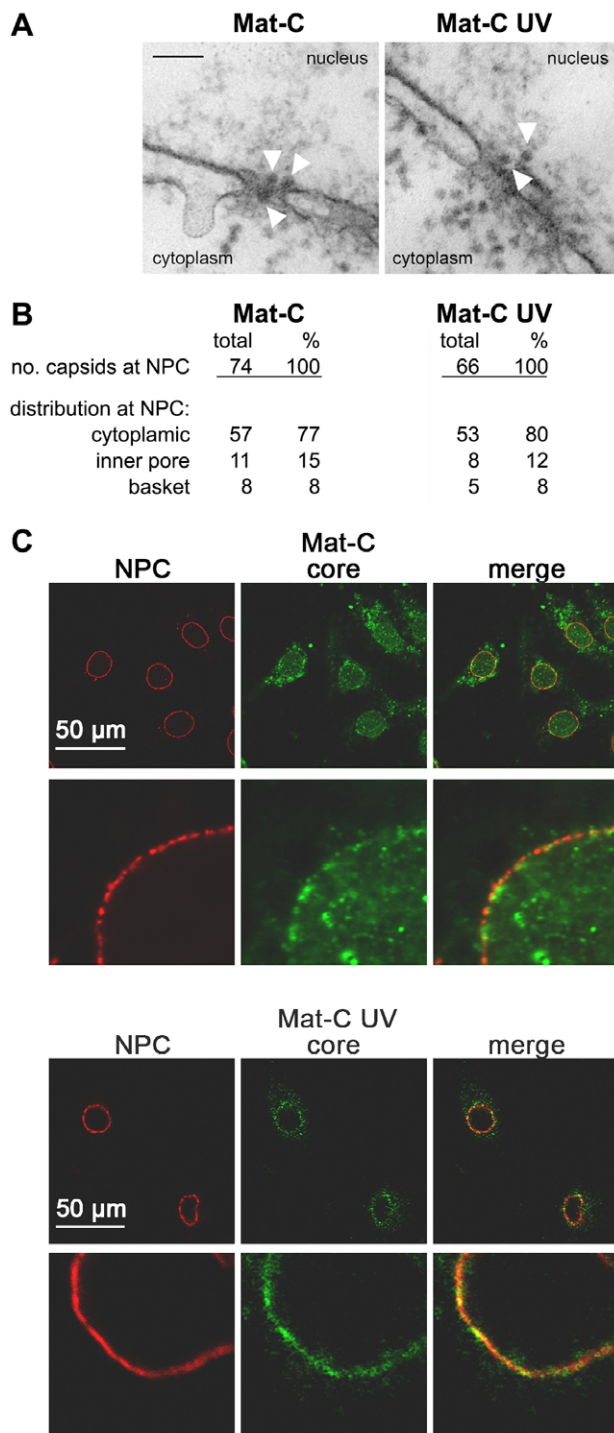 A
Mat-C Mat-C UV
nucleus nucleus
cytoplasm cytoplasm
B
Mat-C Mat-C UV
total % total %
no. capsids at NPC 74 100 66 100
distribution at NPC:
cytoplamic 57 77 53 80
inner pore 11 15 8 12
basket 8 8 5 8
C
Mat-C
NPC core merge
50 µm
Mat-C UV
NPC core merge
50 µm